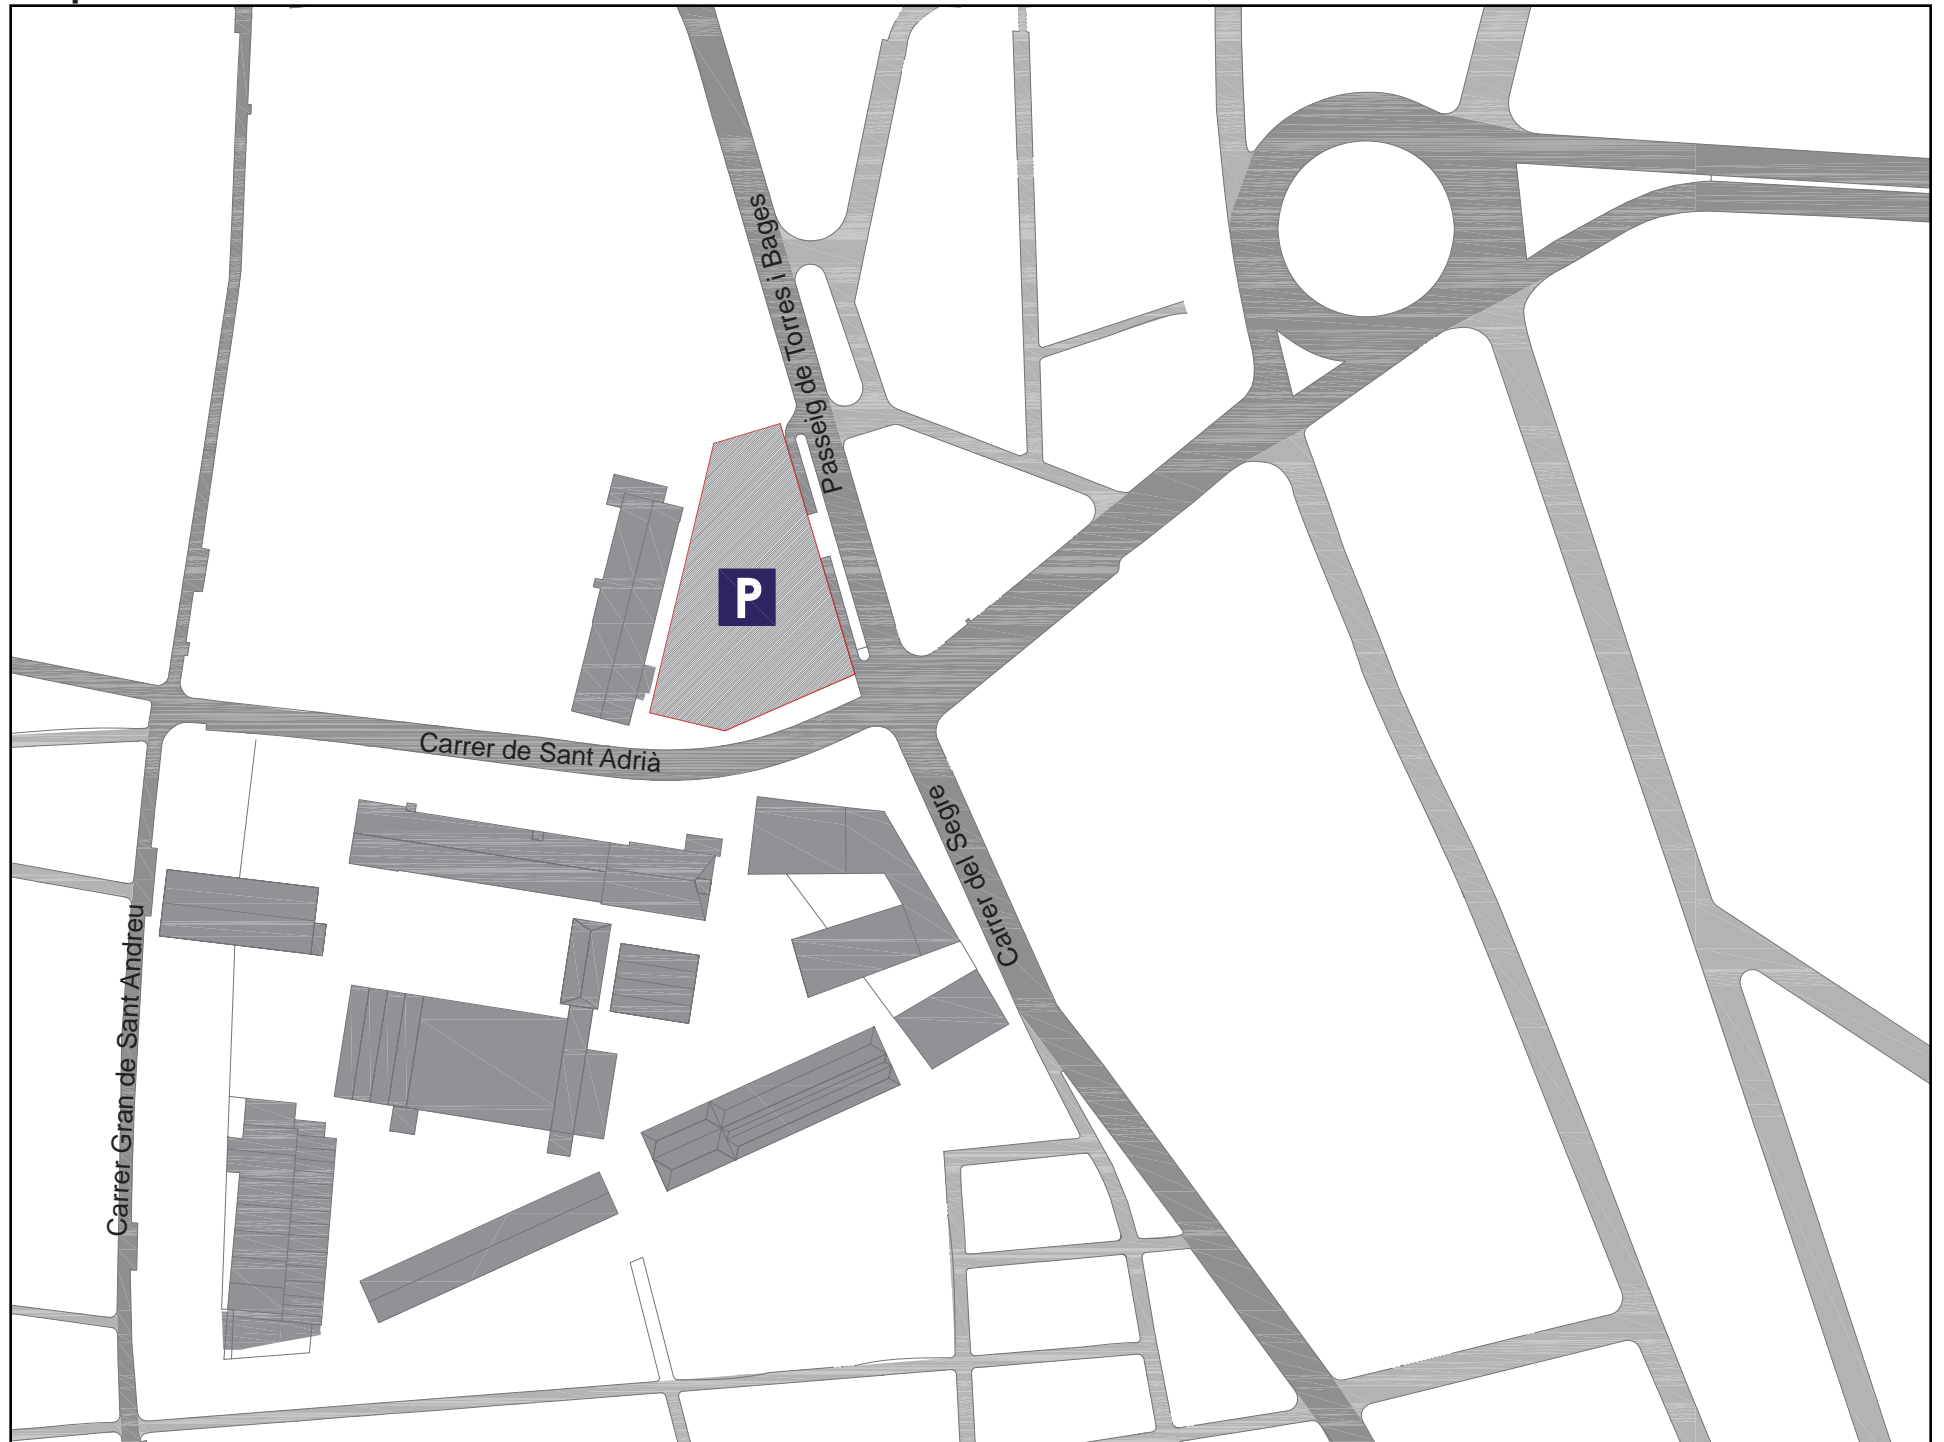 Passeig de Torres i Bages
P
Carrer de Sant Adrià
Carrer del Segre
Carrer Gran de Sant Andreu